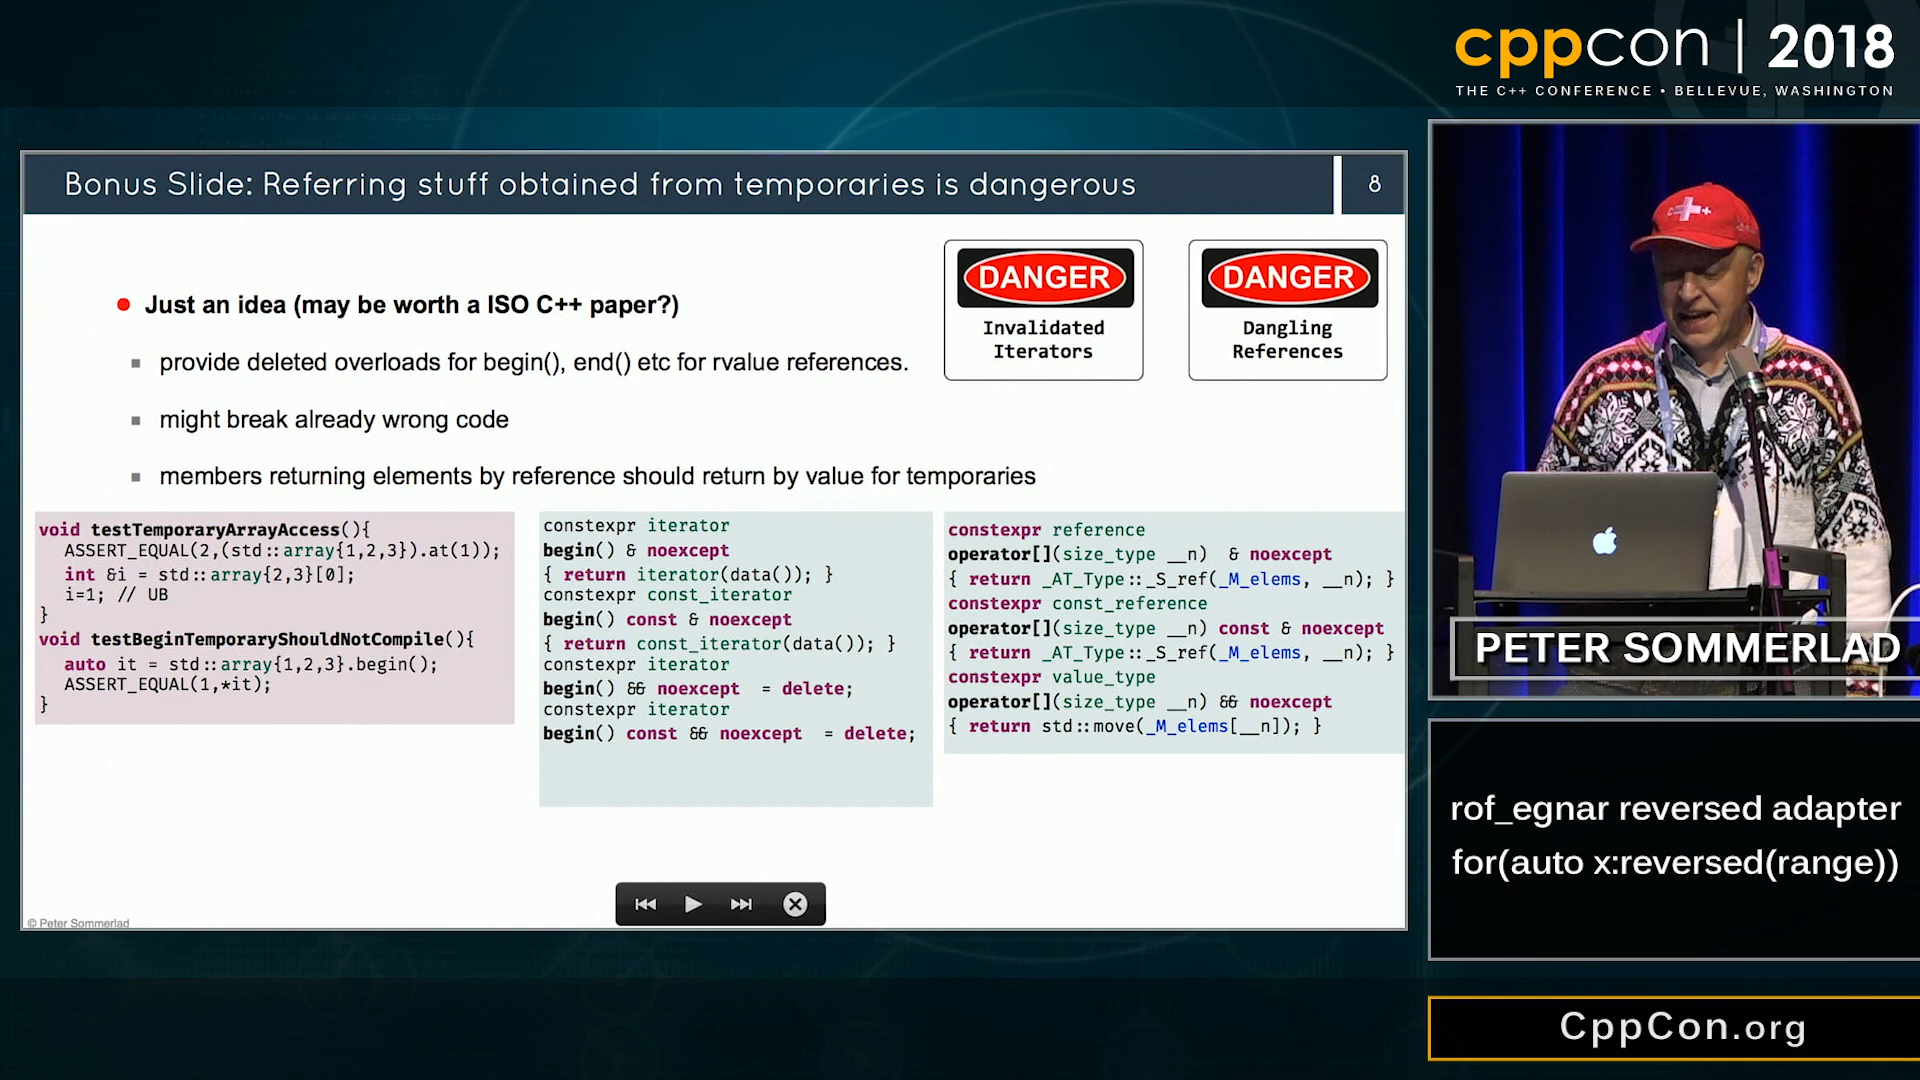 cppcon | 2018
THE C++ CONFERENCE • BELLEVUE, WASHINGTON
Bonus Slide: Referring stuff obtained from temporaries is dangerous
8
DANGER
Invalidated
Iterators
DANGER
Dangling
References
Just an idea (may be worth a ISO C++ paper?)
provide deleted overloads for begin(), end() etc for rvalue references.
might break already wrong code
members returning elements by reference should return by value for temporaries
void testTemporaryArrayAccess(){
ASSERT_EQUAL(2,(std::array{1,2,3}).at(1));
int &i = std::array{2,3}[0];
i=1; // UB
}
void testBeginTemporaryShouldNotCompile(){
auto it = std::array{1,2,3}.begin();
ASSERT_EQUAL(1,*it);
}
constexpr iterator
begin() & noexcept
{ return iterator(data()); }
constexpr const_iterator
begin() const & noexcept
{ return const_iterator(data()); }
constexpr iterator
begin() && noexcept = delete;
constexpr iterator
begin() const && noexcept = delete;
constexpr reference
operator[](size_type __n) & noexcept
{ return _AT_Type::_S_ref(_M_elems, __n); }
constexpr const_reference
operator[](size_type __n) const & noexcept
{ return _AT_Type::_S_ref(_M_elems, __n); }
constexpr value_type
operator[](size_type __n) && noexcept
{ return std::move(_M_elems[__n]); }
© Peter Sommerlad
PETER SOMMERLAD
rof_egnar reversed adapter
for(auto x:reversed(range))
CppCon.org